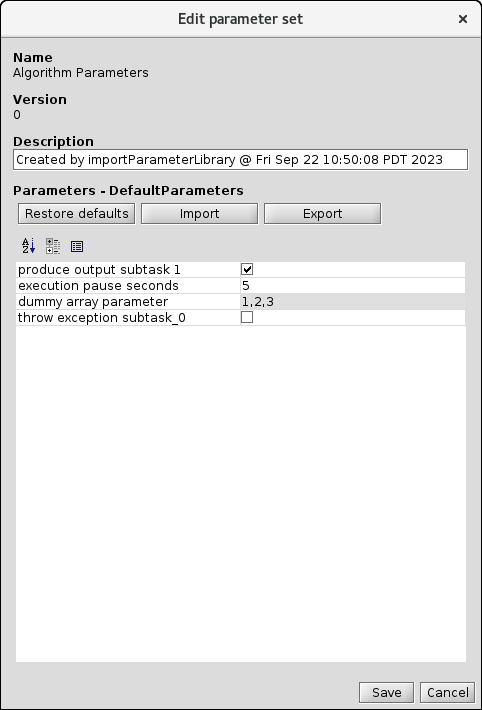 Edit parameter set
Name
Algorithm Parameters
Version
0
Description
Created by importParameterLibrary @ Fri Sep 22 10:50:08 PDT 2023
Parameters - DefaultParameters
Restore defaults Import Export
A Z
produce output subtask 1
execution pause seconds 5
dummy array parameter 1,2,3
throw exception subtask_0
Save Cancel